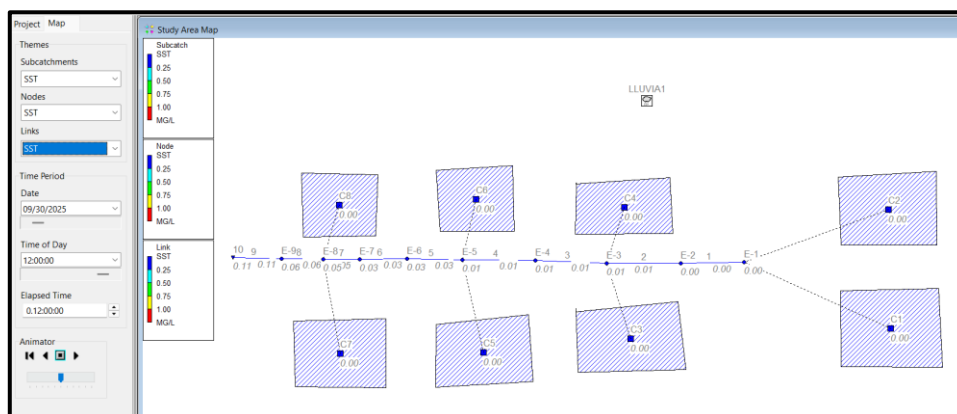 Project Map
Themes
Subcatchments
SST
Nodes
SST
Links
SST
Time Period
Date
09/30/2025
Time of Day
12:00:00
Elapsed Time
0.12:00:00
Animator
Study Area Map
Subcatch
SST
0.25
0.50
0.75
1.00
MG/L
Node
SST
0.25
0.50
0.75
1.00
MG/L
Link
SST
0.25
0.50
0.75
1.00
MG/L
LLUVIA1
C8
0.00
C6
0.00
C4
0.00
C2
0.00
10 9 E-9 8 E-8 7 E-7 6 E-6 5 E-5 4 E-4 3 E-3 2 E-2 1 E-1
0.11 0.11 0.06 0.06 0.05 0.03 0.03 0.03 0.03 0.01 0.01 0.01 0.01 0.01 0.01 0.00 0.00 0.00
C7
0.00
C5
0.00
C3
0.00
C1
0.00